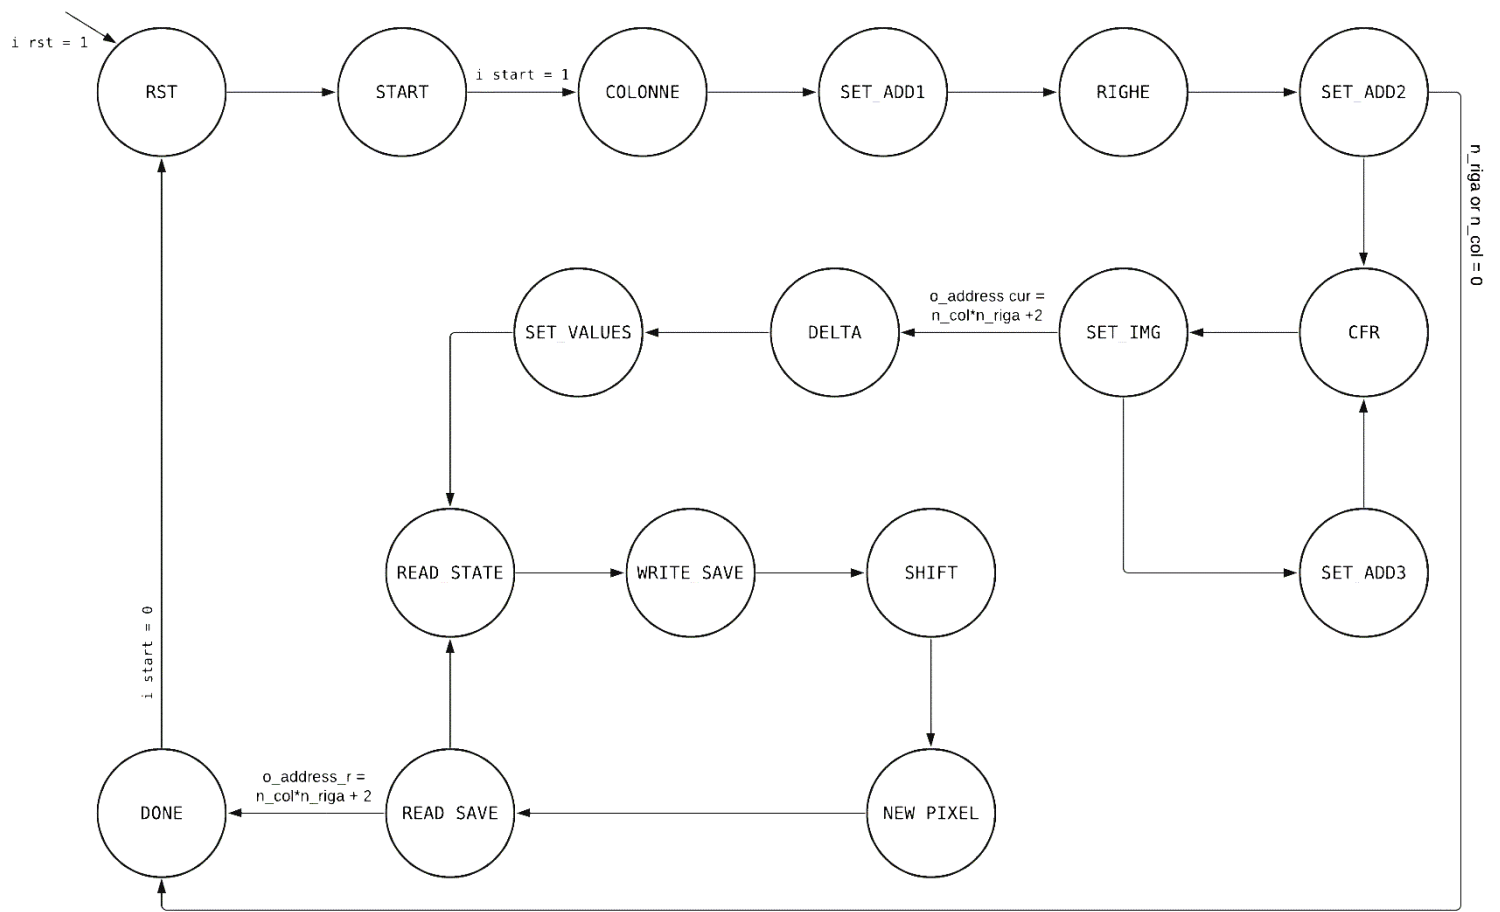 i rst = 1
RST
START
i start = 1
COLONNE
SET_ADD1
RIGHE
SET_ADD2
n_riga or n_col = 0
SET_VALUES
DELTA
o_address cur =
n_col*n_riga +2
SET_IMG
CFR
READ STATE
WRITE SAVE
SHIFT
SET ADD3
i start = 0
DONE
o_address_r =
n_col*n_riga + 2
READ SAVE
NEW PIXEL